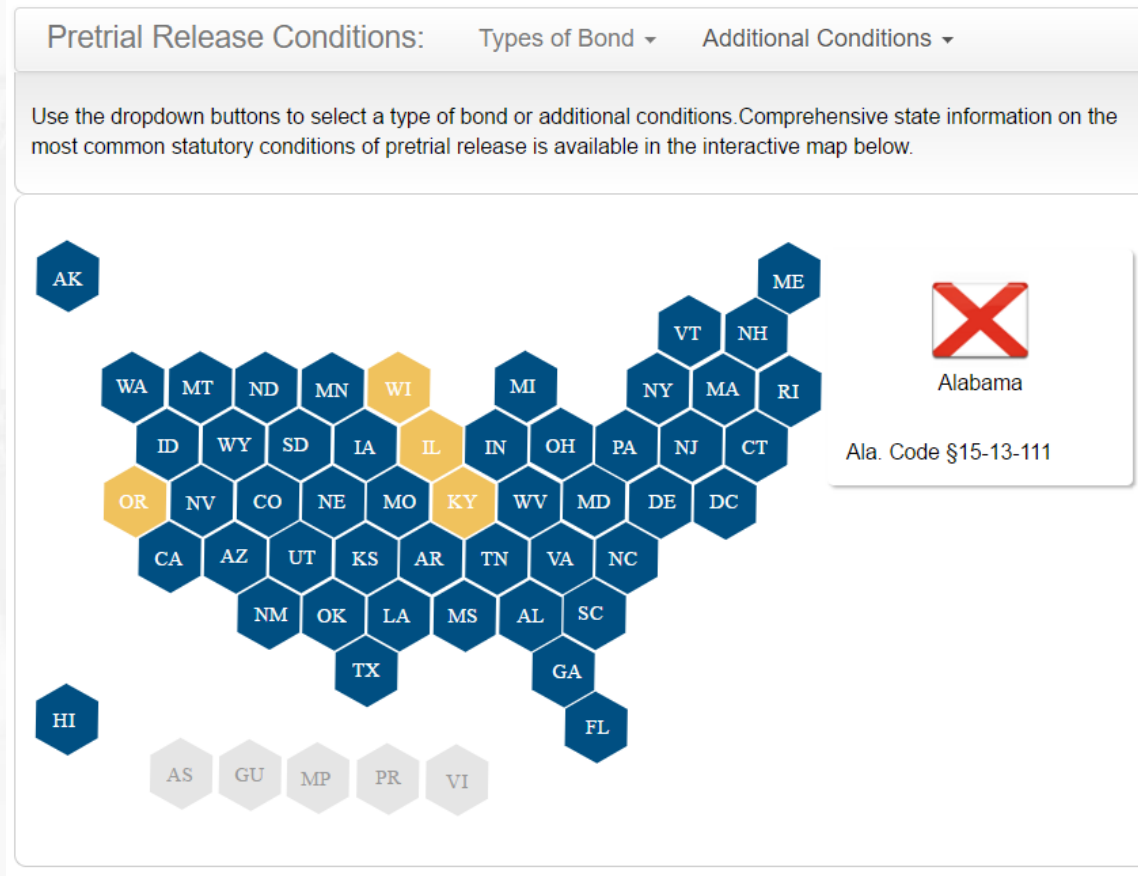 Pretrial Release Conditions: Types of Bond Additional Conditions
Use the dropdown buttons to select a type of bond or additional conditions.Comprehensive state information on the
most common statutory conditions of pretrial release is available in the interactive map below.
AK
ME
VT NH
WA MT ND MN WI MI NY MA RI
ID WY SD IA IL IN OH PA NJ CT
OR NV CO NE MO KY WV MD DE DC
CA AZ UT KS AR TN VA NC
NM OK LA MS AL SC
TX GA
HI FL
AS GU MP PR VI
Alabama
Ala. Code §15-13-111